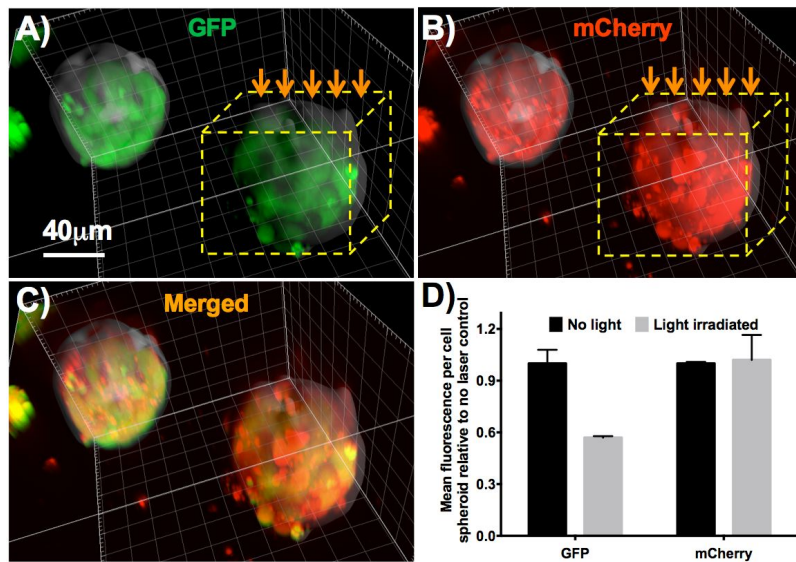 A)
GFP
40μm
B)
mCherry
C)
Merged
D)
Mean fluorescence per cell
spheroid relative to no laser control
No light
Light irradiated
1.2
0.9
0.6
0.3
0.0
GFP
mCherry